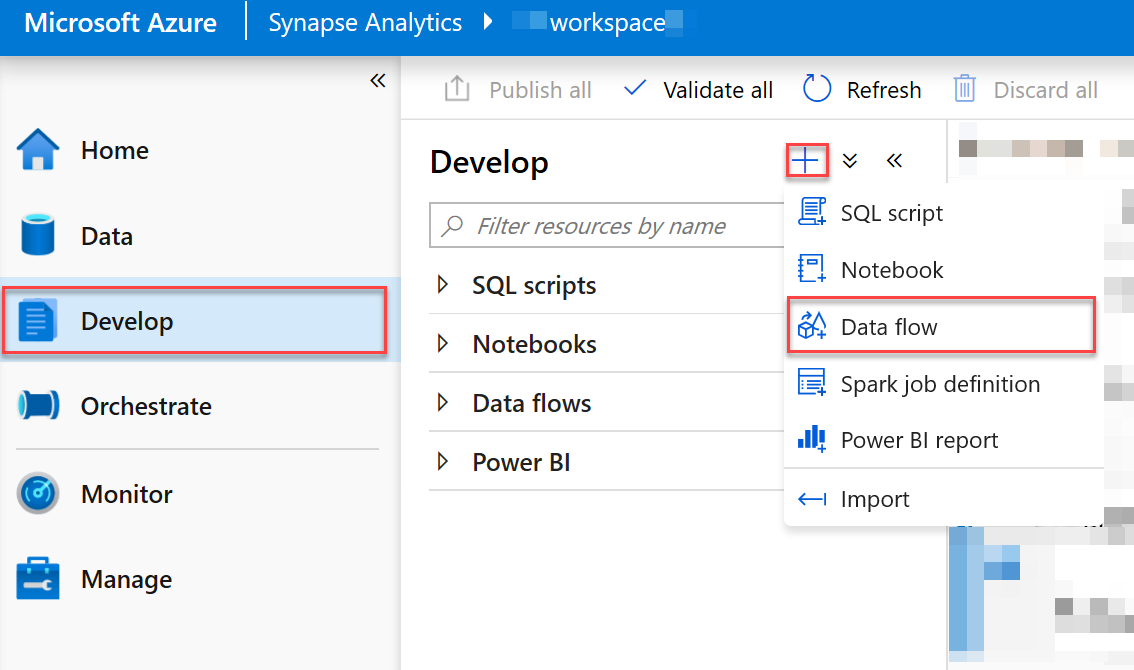 Microsoft Azure
Synapse Analytics
workspace
Publish all
Validate all
Refresh
Discard all
Home
Data
Develop
Orchestrate
Monitor
Manage
Develop
Filter resources by name
SQL scripts
Notebooks
Data flows
Power BI
SQL script
Notebook
Data flow
Spark job definition
Power BI report
Import